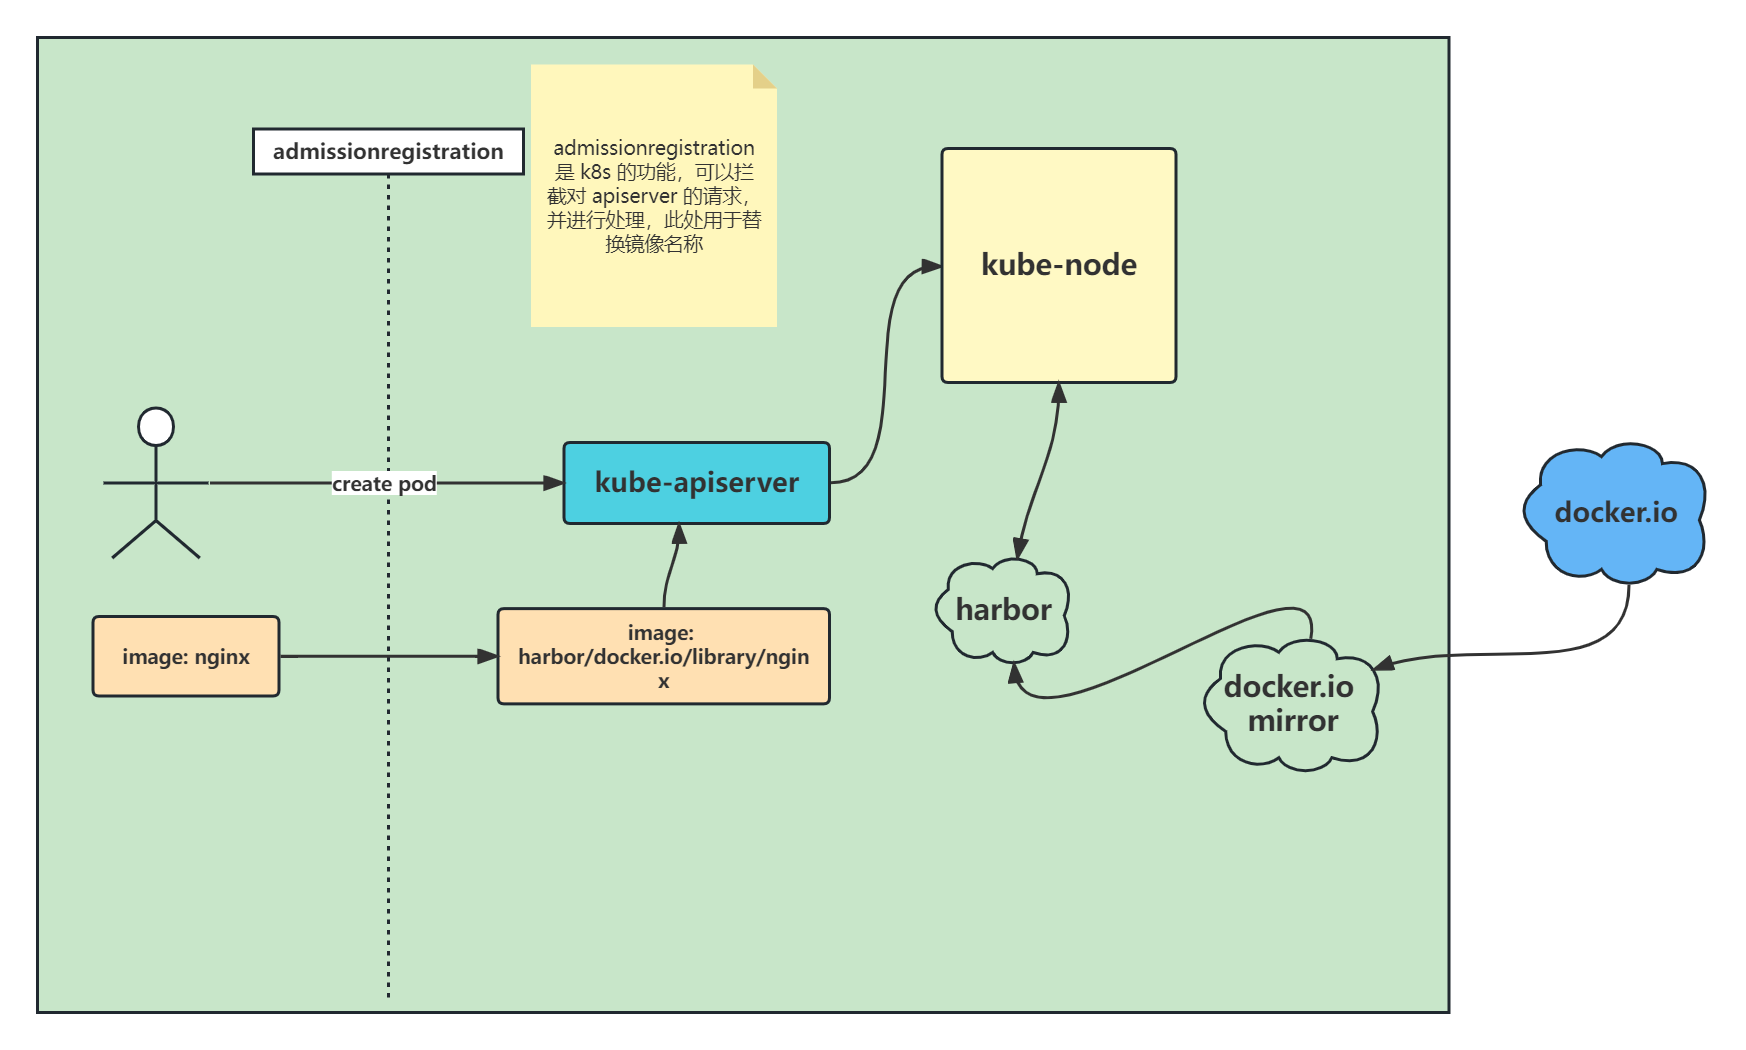 admissionregistration
admissionregistration
是 k8s 的功能，可以拦
截对 apiserver 的请求，
并进行处理，此处用于替
换镜像名称
kube-node
create pod
kube-apiserver
docker.io
harbor
image: nginx
image:
harbor/docker.io/library/ngin
x
docker.io
mirror